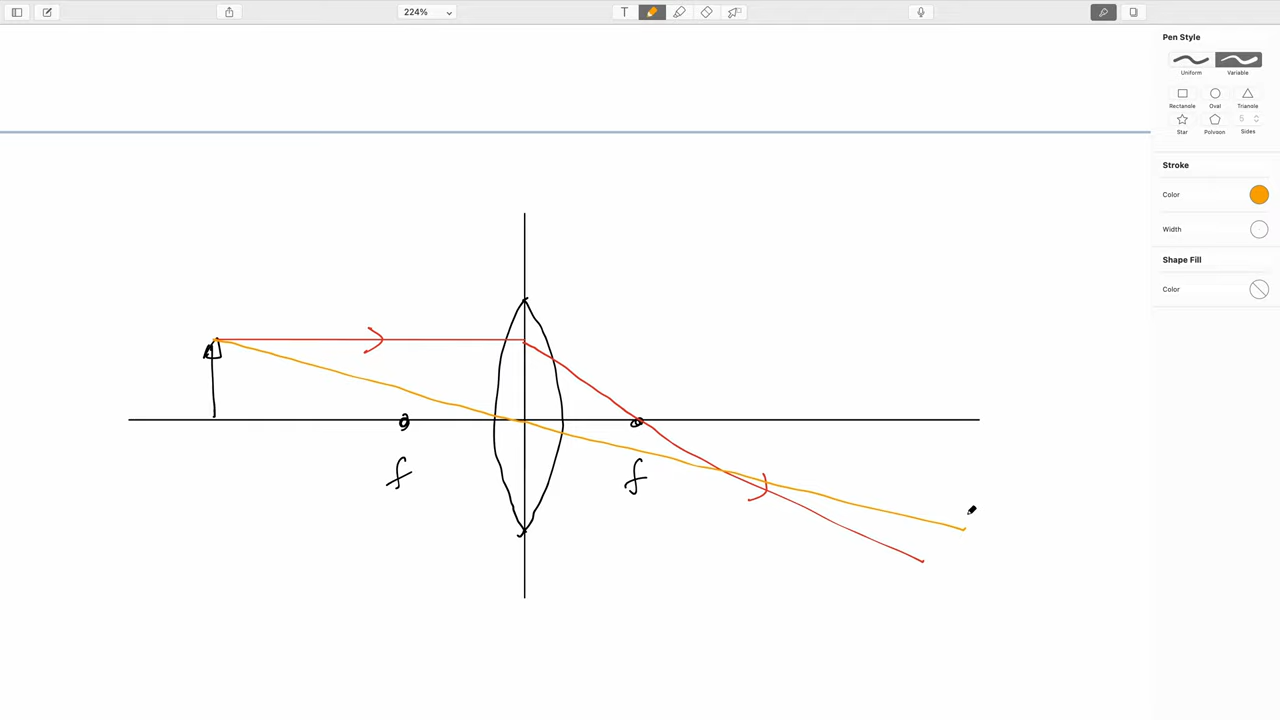 224%
T
Pen Style
Uniform Variable
Rectangle Oval Triangle
Star Polygon 5 Sides
Stroke
Color
Width
Shape Fill
Color
f f